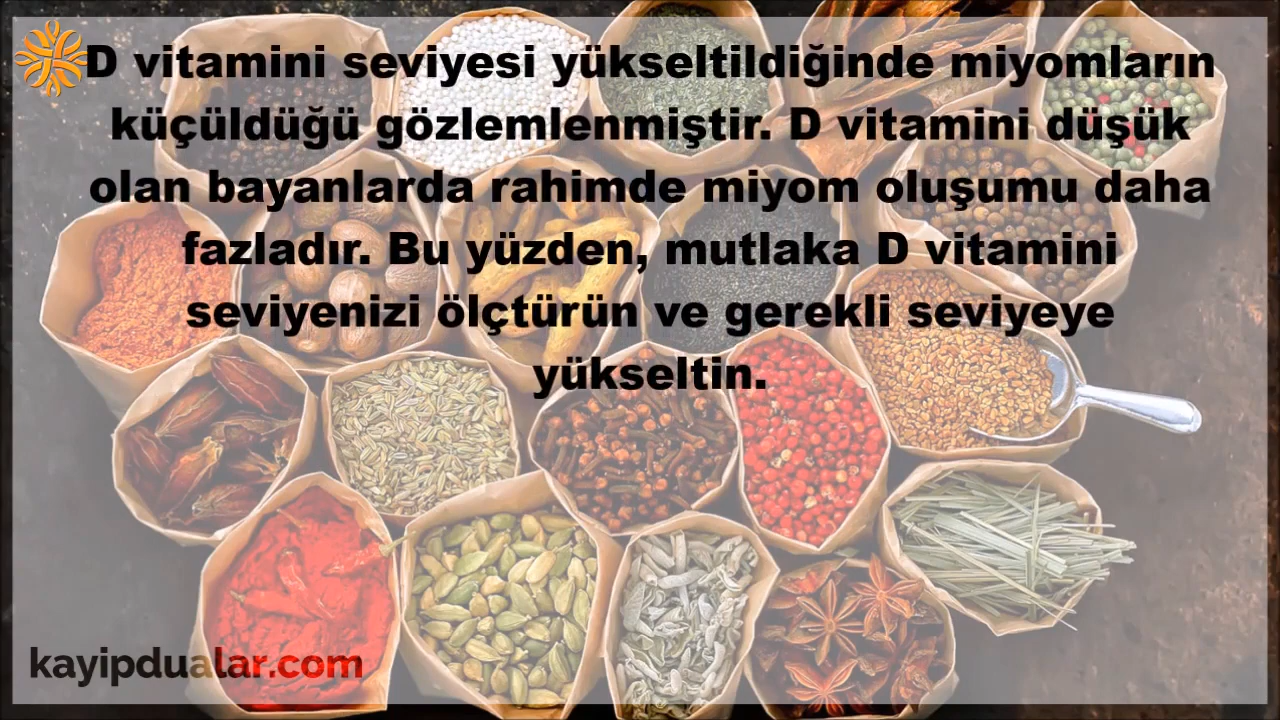 D vitamini seviyesi yükseltildiğinde miyomların
küçüldüğü gözlemlenmiştir. D vitamini düşük
olan bayanlarda rahimde miyom oluşumu daha
fazladır. Bu yüzden, mutlaka D vitamini
seviyenizi ölçtürün ve gerekli seviyeye
yükseltin.
kayipdualar.com